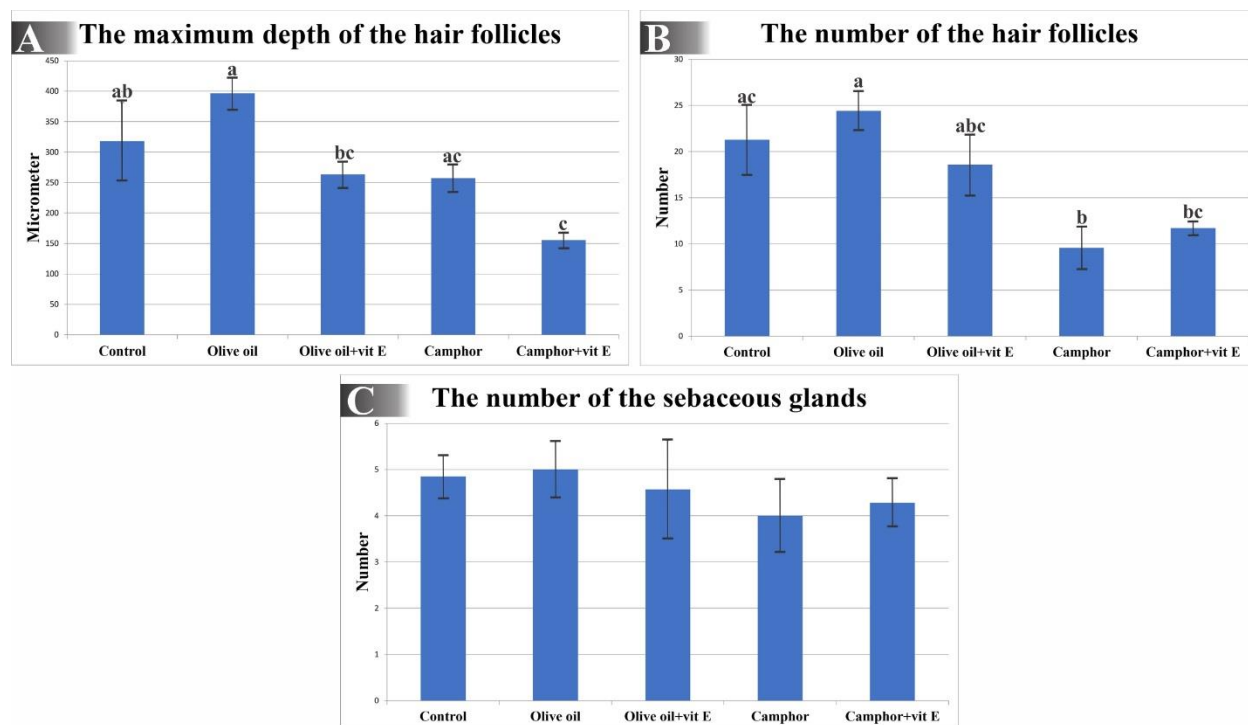 A The maximum depth of the hair follicles
Micrometer
450
400
350
300
250
200
150
100
50
0
ab
a
bc
ac
c
Control Olive oil Olive oil+vit E Camphor Camphor+vit E
B The number of the hair follicles
Number
30
25
20
15
10
5
0
ac
a
abc
b
bc
Control Olive oil Olive oil+vit E Camphor Camphor+vit E
C The number of the sebaceous glands
Number
6
5
4
3
2
1
0
Control Olive oil Olive oil+vit E Camphor Camphor+vit E